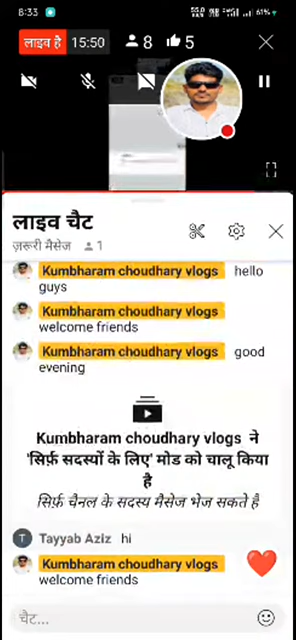 8:33
61%
लाइव है 15:50 8 5
लाइव चैट
ज़रूरी मैसेज 1
Kumbharam choudhary vlogs hello
guys
Kumbharam choudhary vlogs
welcome friends
Kumbharam choudhary vlogs good
evening
Kumbharam choudhary vlogs ने
'सिर्फ़ सदस्यों के लिए' मोड को चालू किया
है
सिर्फ़ चैनल के सदस्य मैसेज भेज सकते है
T Tayyab Aziz hi
Kumbharam choudhary vlogs
welcome friends
चैट...